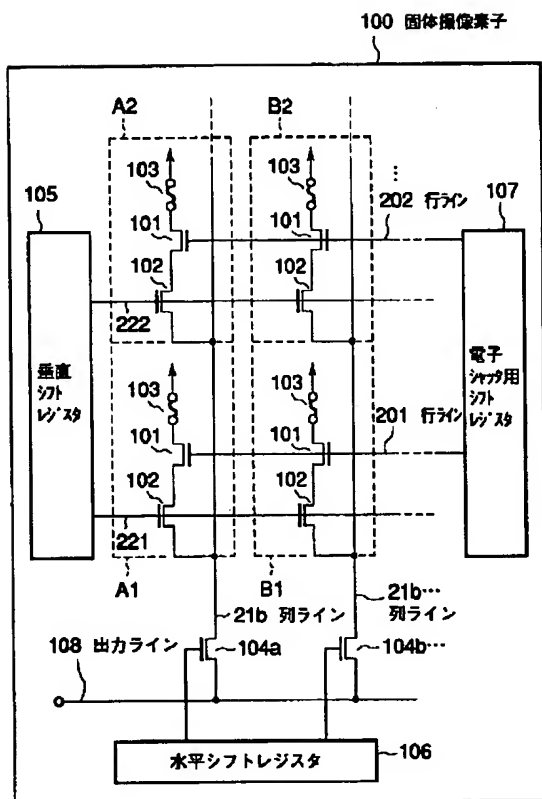 100 固体撮像素子
A2
B2
103
103
105
107
101
101
202 行ライン
102
102
222
垂直
シフト
レジスタ
電子
シャッタ用
シフト
レジスタ
103
103
101
101
201 行ライン
102
102
221
A1
B1
21b 列ライン
21b…
列ライン
108 出力ライン
104a
104b…
水平シフトレジスタ
106